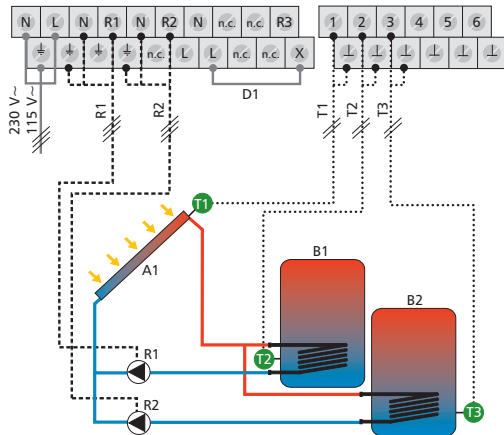 N L N R1 N R2 N n.c. n.c. R3
n.c. L L n.c. n.c. X
D1
1 2 3 4 5 6
230 V~
115 V~
R1
R2
T1
T2
T3
T1
A1
B1
B2
R1
T2
R2
T3